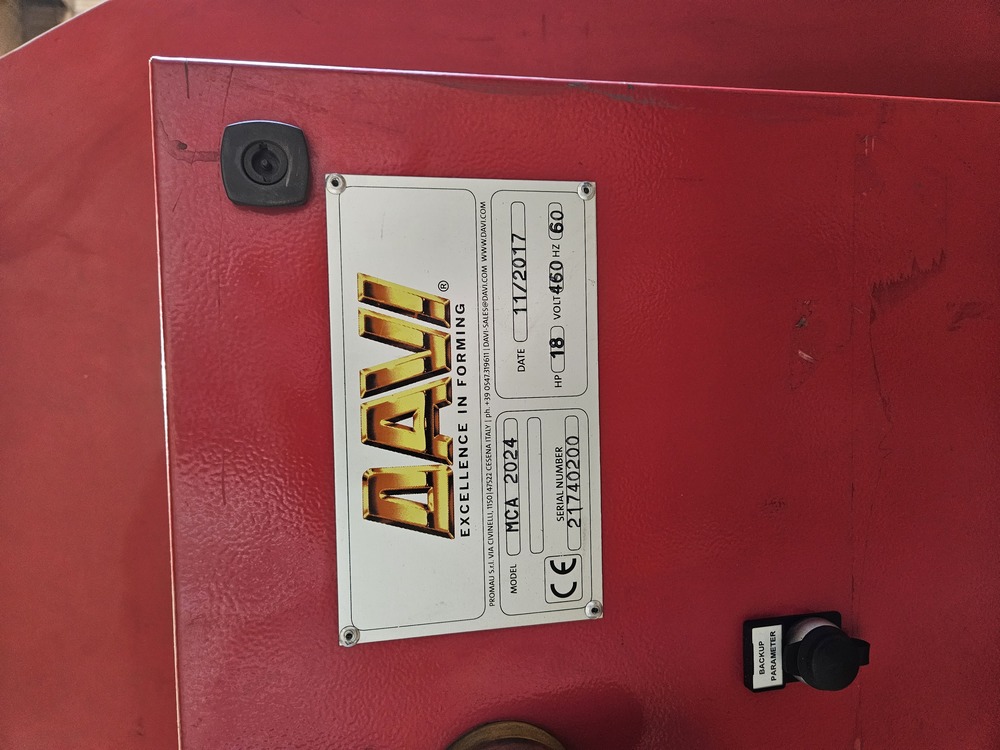 DAVI®
EXCELLENCE IN FORMING
PROMAU S.r.l. VIA CIVINELLI, 1150 | 47522 CESENA ITALY | ph. +39 0547.319611 | DAVI-SALES@DAVI.COM WWW.DAVI.COM
MODEL MCA 2024
CE
SERIAL NUMBER
21740200
DATE 11/2017
HP 18 VOLT 460 HZ 60
BACKUP
PARAMETER